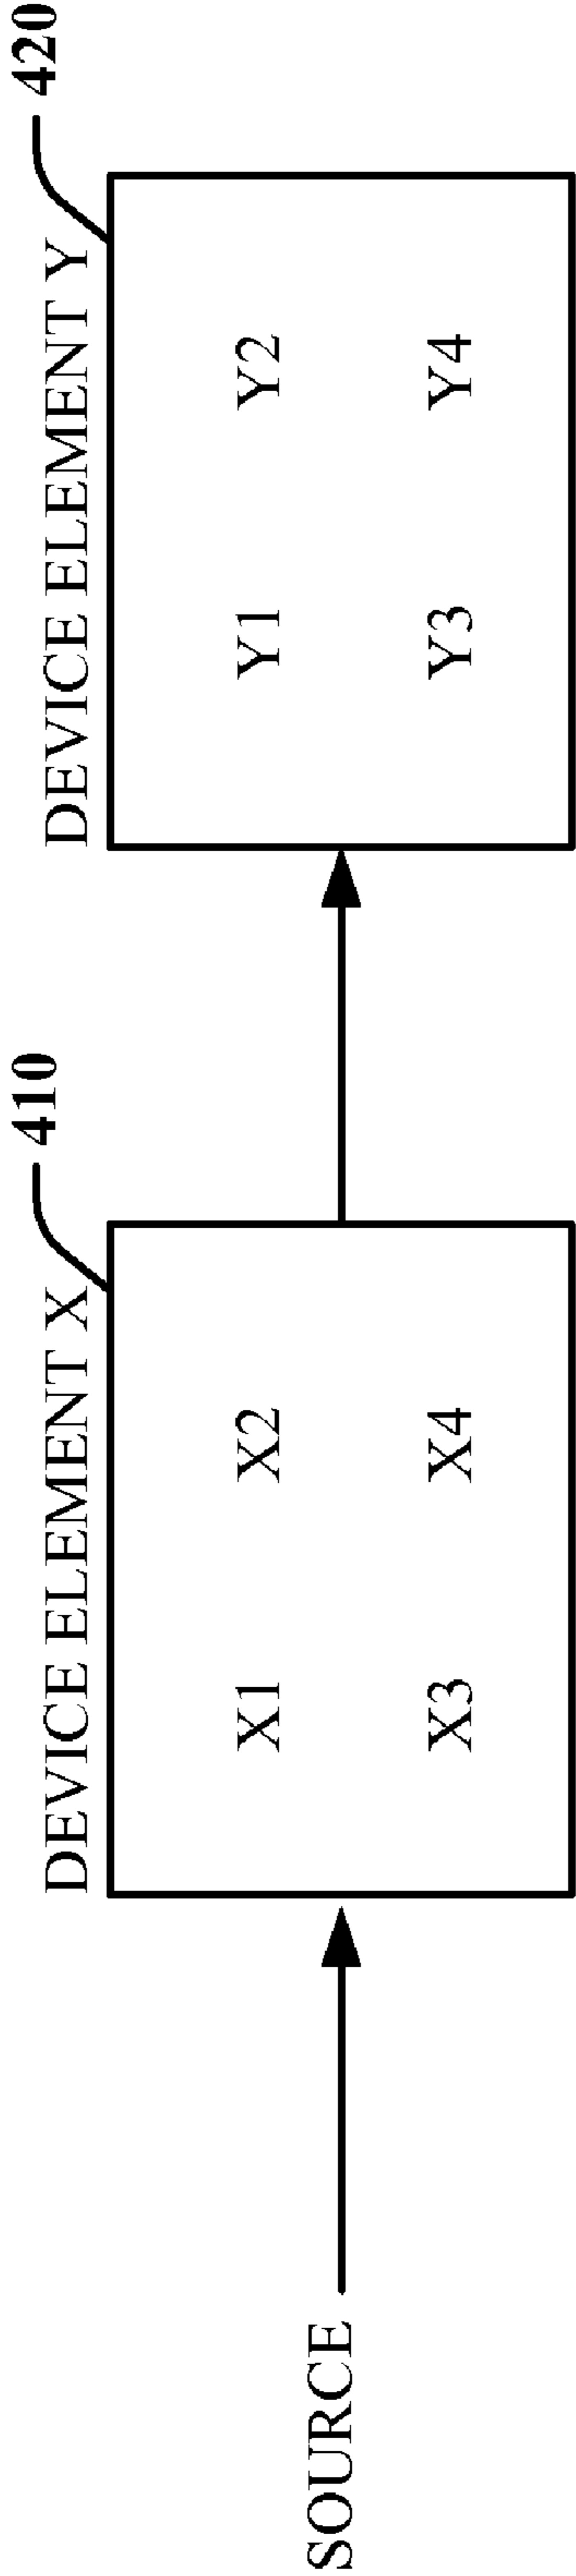 410
420
DEVICE ELEMENT X
DEVICE ELEMENT Y
X1 X2
Y1 Y2
SOURCE
X3 X4
Y3 Y4